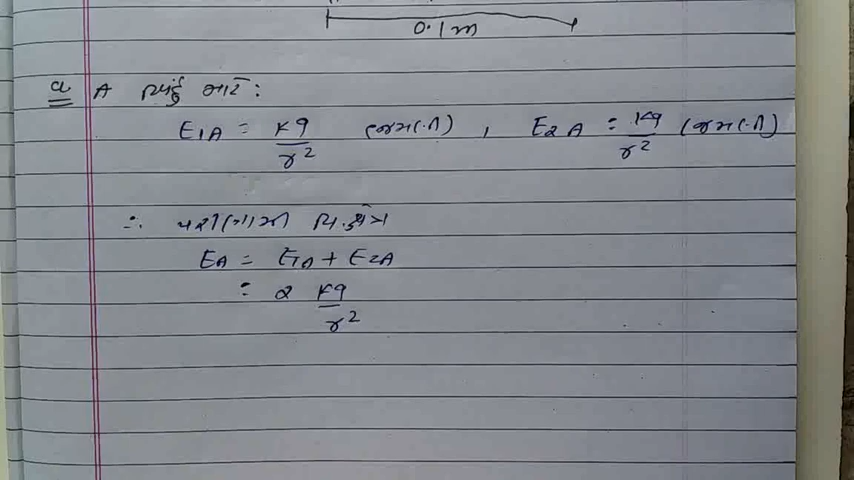 0.1m
a A બિંદુ માટે:
E1A = kq/r² (જમણી બાજુ), E2A = kq/r² (જમણી બાજુ)
∴ પરિણામી વિ.ક્ષેત્ર
EA = E1A + E2A
= 2 kq/r²